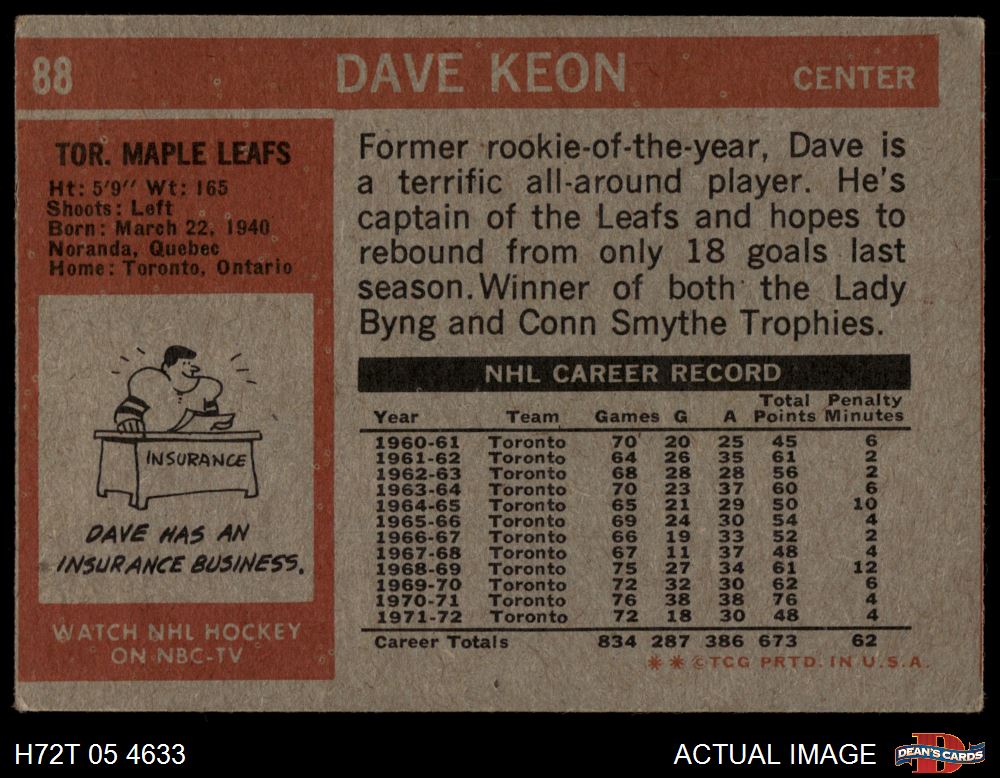 88 DAVE KEON CENTER
TOR. MAPLE LEAFS
Ht: 5'9" Wt: 165
Shoots: Left
Born: March 22, 1940
Noranda, Quebec
Home: Toronto, Ontario
INSURANCE
DAVE HAS AN
INSURANCE BUSINESS.
WATCH NHL HOCKEY
ON NBC-TV
Former rookie-of-the-year, Dave is
a terrific all-around player. He's
captain of the Leafs and hopes to
rebound from only 18 goals last
season. Winner of both the Lady
Byng and Conn Smythe Trophies.
NHL CAREER RECORD
Total Penalty
Year Team Games G A Points Minutes
1960-61 Toronto 70 20 25 45 6
1961-62 Toronto 64 26 35 61 2
1962-63 Toronto 68 28 28 56 2
1963-64 Toronto 70 23 37 60 6
1964-65 Toronto 65 21 29 50 10
1965-66 Toronto 69 24 30 54 4
1966-67 Toronto 66 19 33 52 2
1967-68 Toronto 67 11 37 48 4
1968-69 Toronto 75 27 34 61 12
1969-70 Toronto 72 32 30 62 6
1970-71 Toronto 76 38 38 76 4
1971-72 Toronto 72 18 30 48 4
Career Totals 834 287 386 673 62
** © TCG PRTD. IN U.S.A.
H72T 05 4633 ACTUAL IMAGE D DEAN'S CARDS